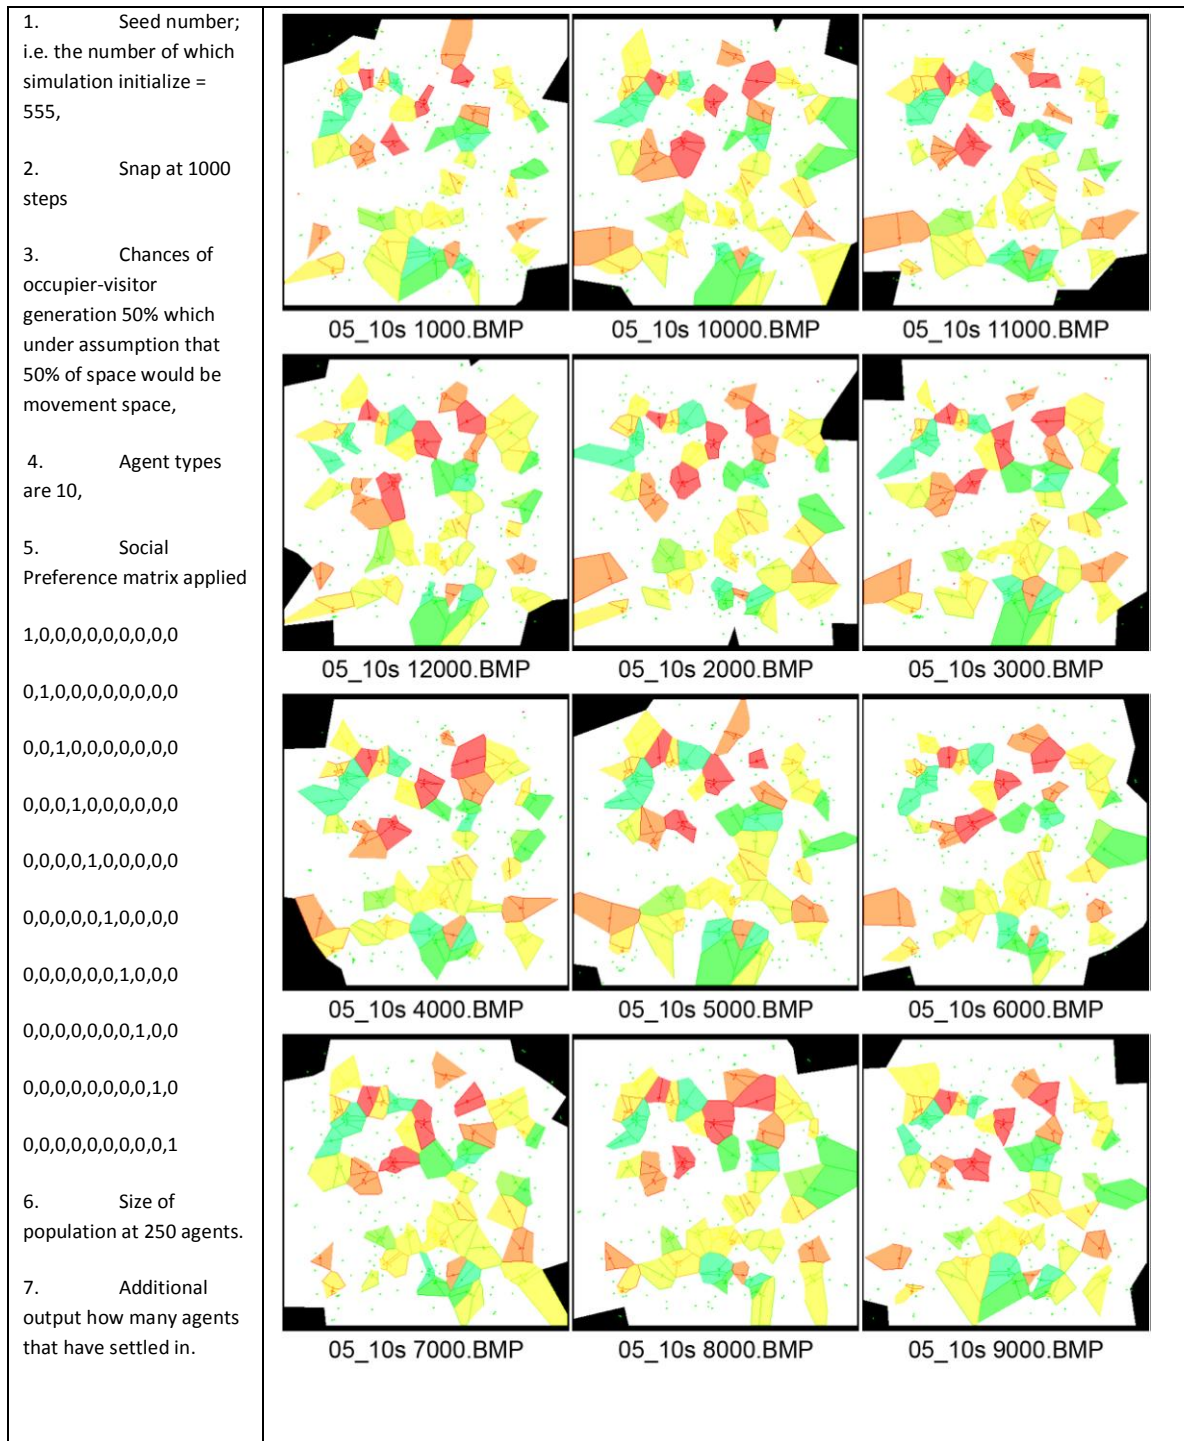 1. Seed number;
i.e. the number of which
simulation initialize =
555,
2. Snap at 1000
steps
3. Chances of
occupier-visitor
generation 50% which
under assumption that
50% of space would be
movement space,
4. Agent types
are 10,
5. Social
Preference matrix applied
1,0,0,0,0,0,0,0,0,0
0,1,0,0,0,0,0,0,0,0
0,0,1,0,0,0,0,0,0,0
0,0,0,1,0,0,0,0,0,0
0,0,0,0,1,0,0,0,0,0
0,0,0,0,0,1,0,0,0,0
0,0,0,0,0,0,1,0,0,0
0,0,0,0,0,0,0,1,0,0
0,0,0,0,0,0,0,0,1,0
0,0,0,0,0,0,0,0,0,1
6. Size of
population at 250 agents.
7. Additional
output how many agents
that have settled in.
05_10s 1000.BMP
05_10s 10000.BMP
05_10s 11000.BMP
05_10s 12000.BMP
05_10s 2000.BMP
05_10s 3000.BMP
05_10s 4000.BMP
05_10s 5000.BMP
05_10s 6000.BMP
05_10s 7000.BMP
05_10s 8000.BMP
05_10s 9000.BMP